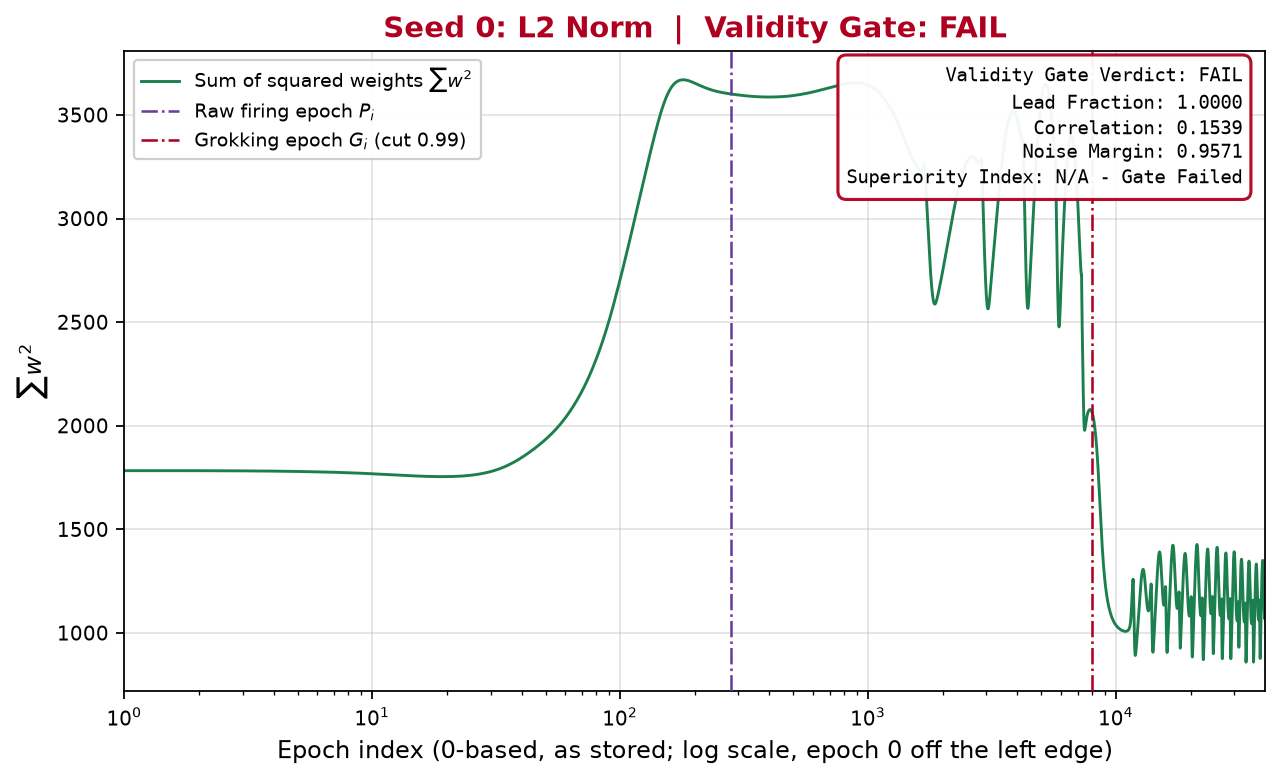 Seed 0: L2 Norm | Validity Gate: FAIL
Sum of squared weights ∑w²
Raw firing epoch Pᵢ
Grokking epoch Gᵢ (cut 0.99)
Validity Gate Verdict: FAIL
Lead Fraction: 1.0000
Correlation: 0.1539
Noise Margin: 0.9571
Superiority Index: N/A - Gate Failed
∑w²
3500
3000
2500
2000
1500
1000
10⁰ 10¹ 10² 10³ 10⁴
Epoch index (0-based, as stored; log scale, epoch 0 off the left edge)